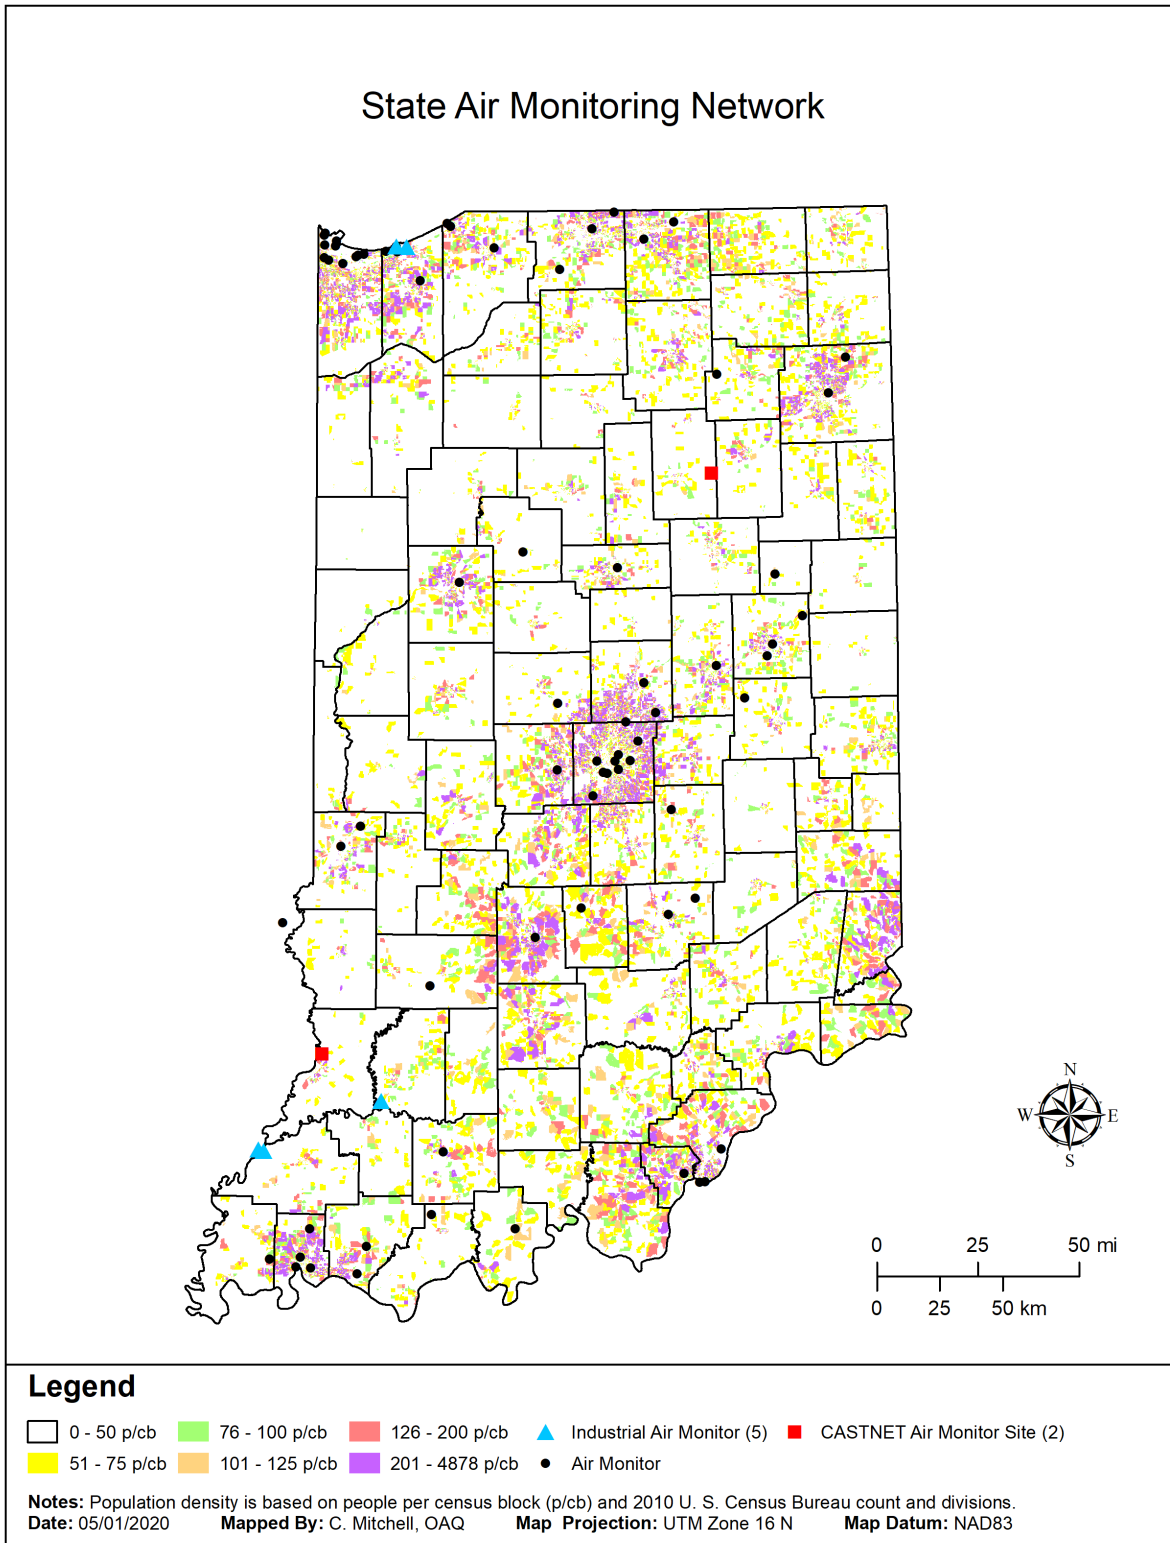 State Air Monitoring Network
N
W E
S
0 25 50 mi
0 25 50 km
Legend
0 - 50 p/cb 76 - 100 p/cb 126 - 200 p/cb Industrial Air Monitor (5) CASTNET Air Monitor Site (2)
51 - 75 p/cb 101 - 125 p/cb 201 - 4878 p/cb Air Monitor
Notes: Population density is based on people per census block (p/cb) and 2010 U. S. Census Bureau count and divisions.
Date: 05/01/2020 Mapped By: C. Mitchell, OAQ Map Projection: UTM Zone 16 N Map Datum: NAD83